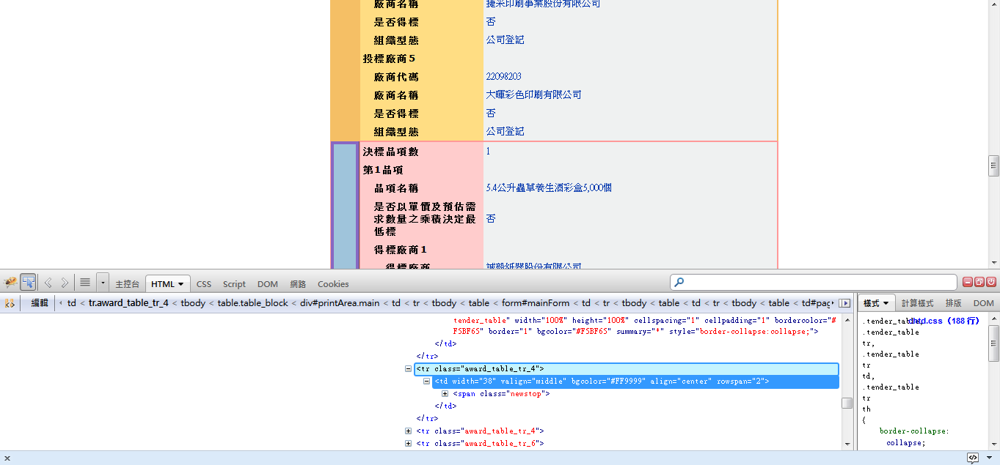 廠商名稱 捷采印刷事業股份有限公司
是否得標 否
組織型態 公司登記
投標廠商5
廠商代碼 22098203
廠商名稱 大暉彩色印刷有限公司
是否得標 否
組織型態 公司登記
決標品項數 1
第1品項
品項名稱 5.4公升蟲草養生酒彩盒5,000個
是否以單價及預估需
求數量之乘積決定最 否
低標
得標廠商1
得標廠商 誠毅紙器股份有限公司
主控台 HTML CSS Script DOM 網路 Cookies
編輯 td < tr.award_table_tr_4 < tbody < table.table_block < div#printArea.main < td < tr < tbody < table < form#mainForm < td < tr < tbody < table < td < tr < tbody < table < td#pag
樣式 計算樣式 排版 DOM
tender_table" width="100%" height="100%" cellspacing="1" cellpadding="1" bordercolor="#
F5BF65" border="1" bgcolor="#F5BF65" summary="*" style="border-collapse:collapse;">
</td>
</tr>
<tr class="award_table_tr_4">
<td width="38" valign="middle" bgcolor="#FF9999" align="center" rowspan="2">
<span class="newstop">
</td>
</tr>
<tr class="award_table_tr_4">
<tr class="award_table_tr_6">
.tender_table, cntd.css (188 行)
.tender_table
tr,
.tender_table
tr
td,
.tender_table
tr
th
{
border-collapse:
collapse;